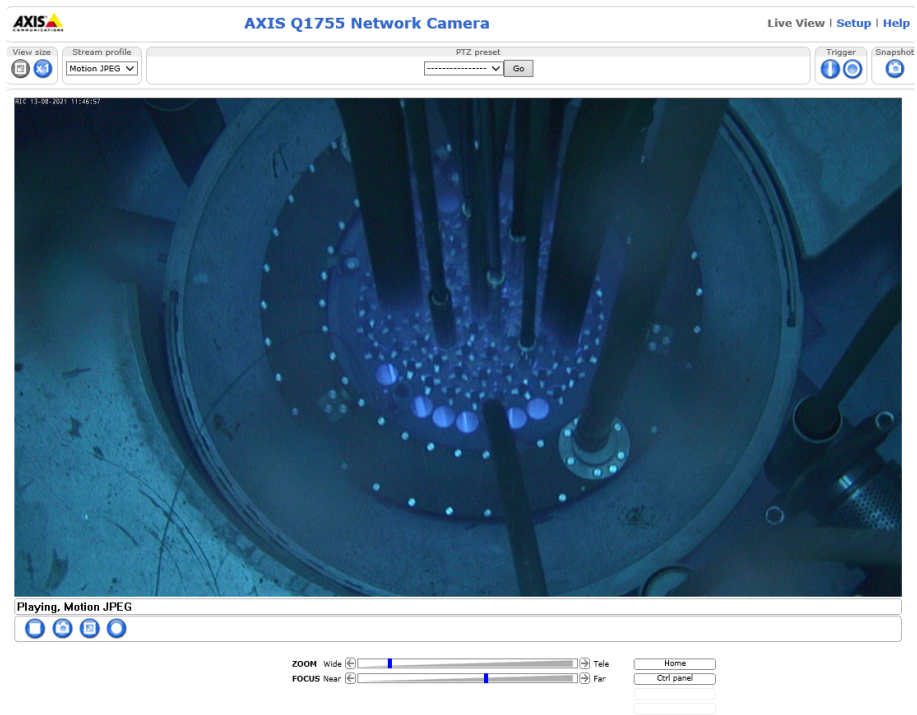 AXIS
COMMUNICATIONS
AXIS Q1755 Network Camera
Live View | Setup | Help
View size
Stream profile
PTZ preset
Trigger
Snapshot
x1
Motion JPEG
----------------
Go
RIC 13-08-2021 11:46:57
Playing, Motion JPEG
ZOOM Wide
Tele
Home
FOCUS Near
Far
Ctrl panel